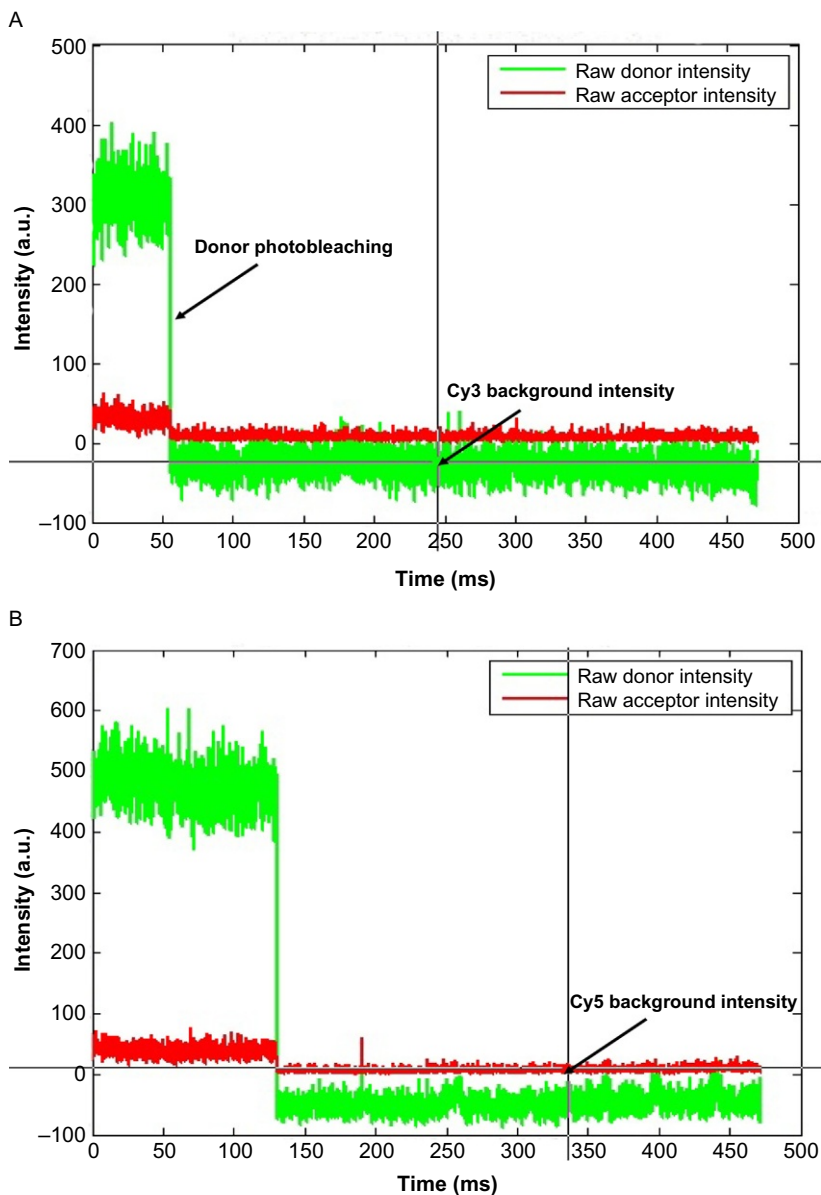 A
500
400
300
200
100
0
–100
Intensity (a.u.)
Raw donor intensity
Raw acceptor intensity
Donor photobleaching
Cy3 background intensity
0 50 100 150 200 250 300 350 400 450 500
Time (ms)
B
700
600
500
400
300
200
100
0
–100
Intensity (a.u.)
Raw donor intensity
Raw acceptor intensity
Cy5 background intensity
0 50 100 150 200 250 300 350 400 450 500
Time (ms)